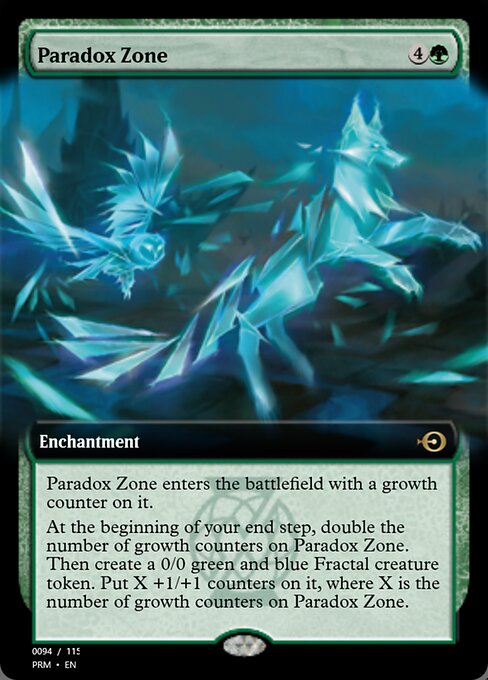 Paradox Zone 4
Enchantment
Paradox Zone enters the battlefield with a growth
counter on it.
At the beginning of your end step, double the
number of growth counters on Paradox Zone.
Then create a 0/0 green and blue Fractal creature
token. Put X +1/+1 counters on it, where X is the
number of growth counters on Paradox Zone.
0094 / 115
PRM • EN